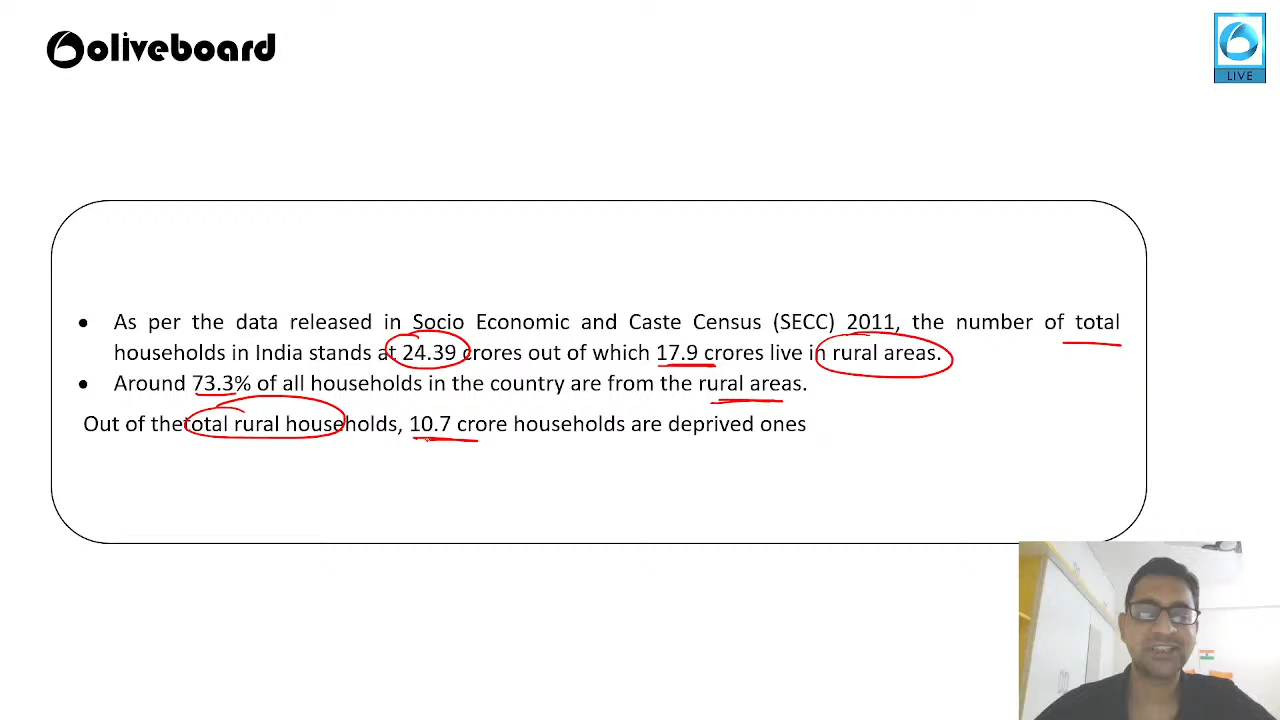 oliveboard
LIVE
● As per the data released in Socio Economic and Caste Census (SECC) 2011, the number of total
households in India stands at 24.39 crores out of which 17.9 crores live in rural areas.
● Around 73.3% of all households in the country are from the rural areas.
Out of thetotal rural households, 10.7 crore households are deprived ones